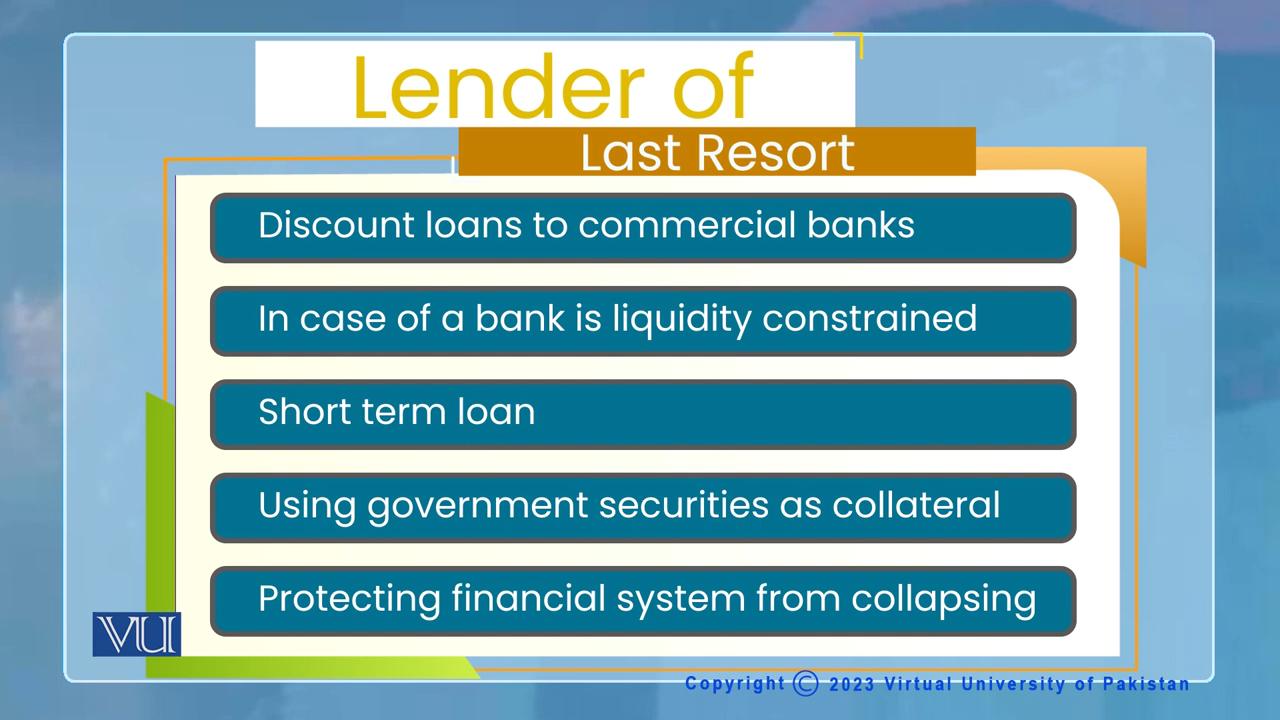 Lender of
Last Resort
Discount loans to commercial banks
In case of a bank is liquidity constrained
Short term loan
Using government securities as collateral
Protecting financial system from collapsing
VU
Copyright © 2023 Virtual University of Pakistan